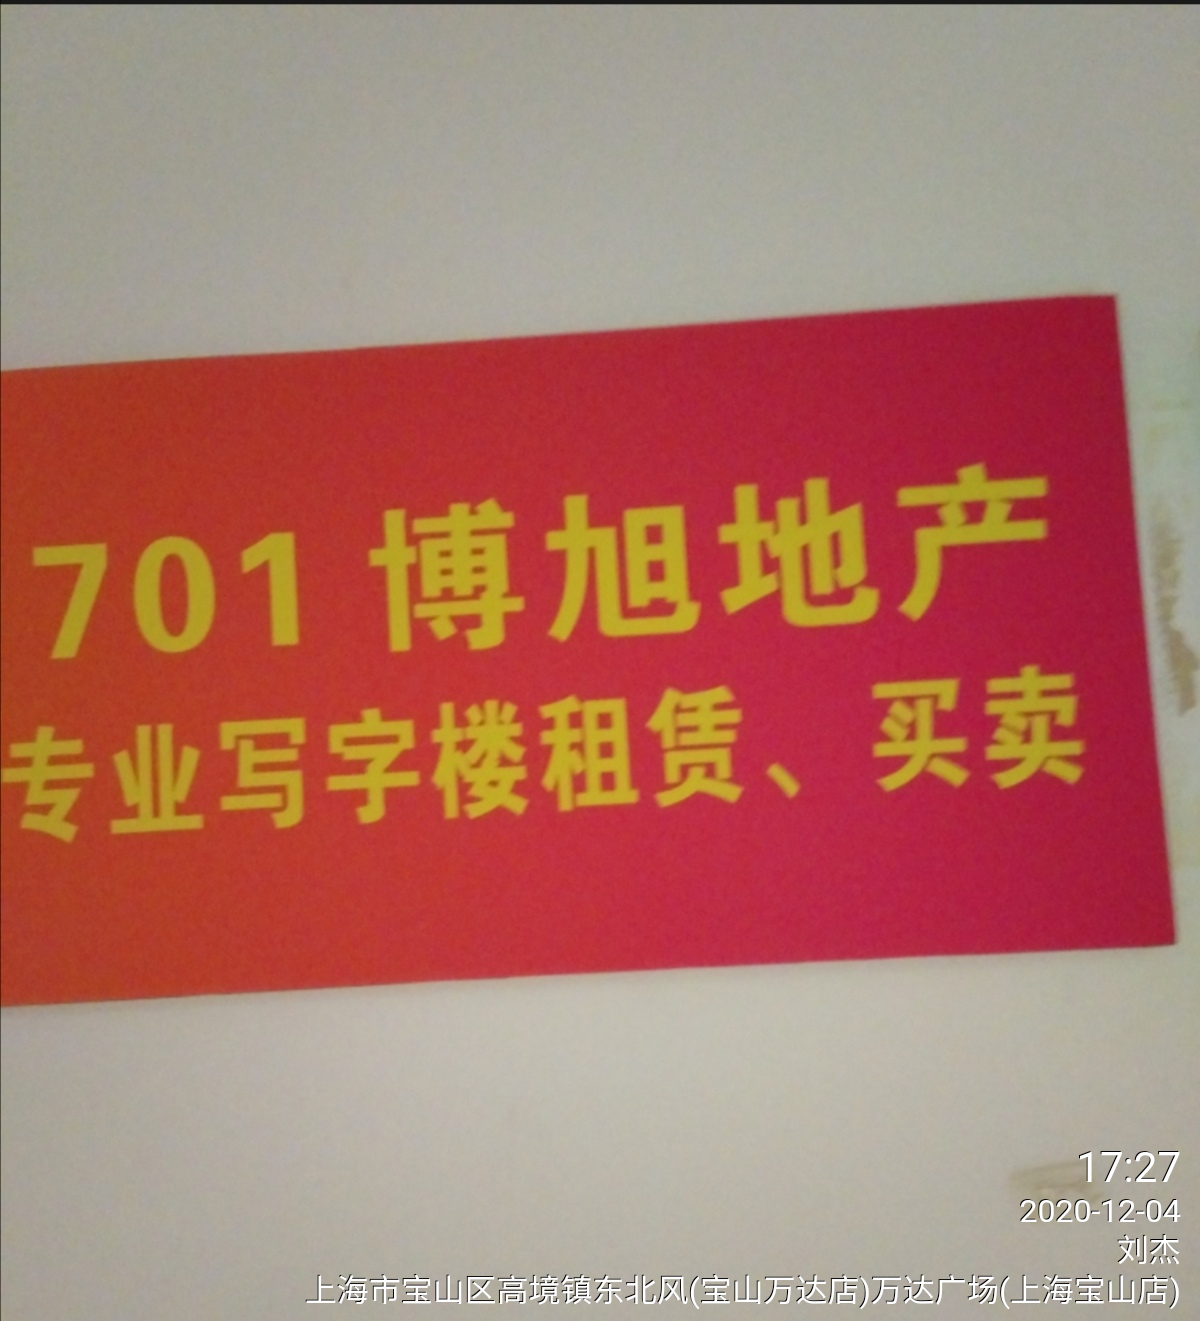 701 博旭地产
专业写字楼租赁、买卖
17:27
2020-12-04
刘杰
上海市宝山区高境镇东北风(宝山万达店)万达广场(上海宝山店)